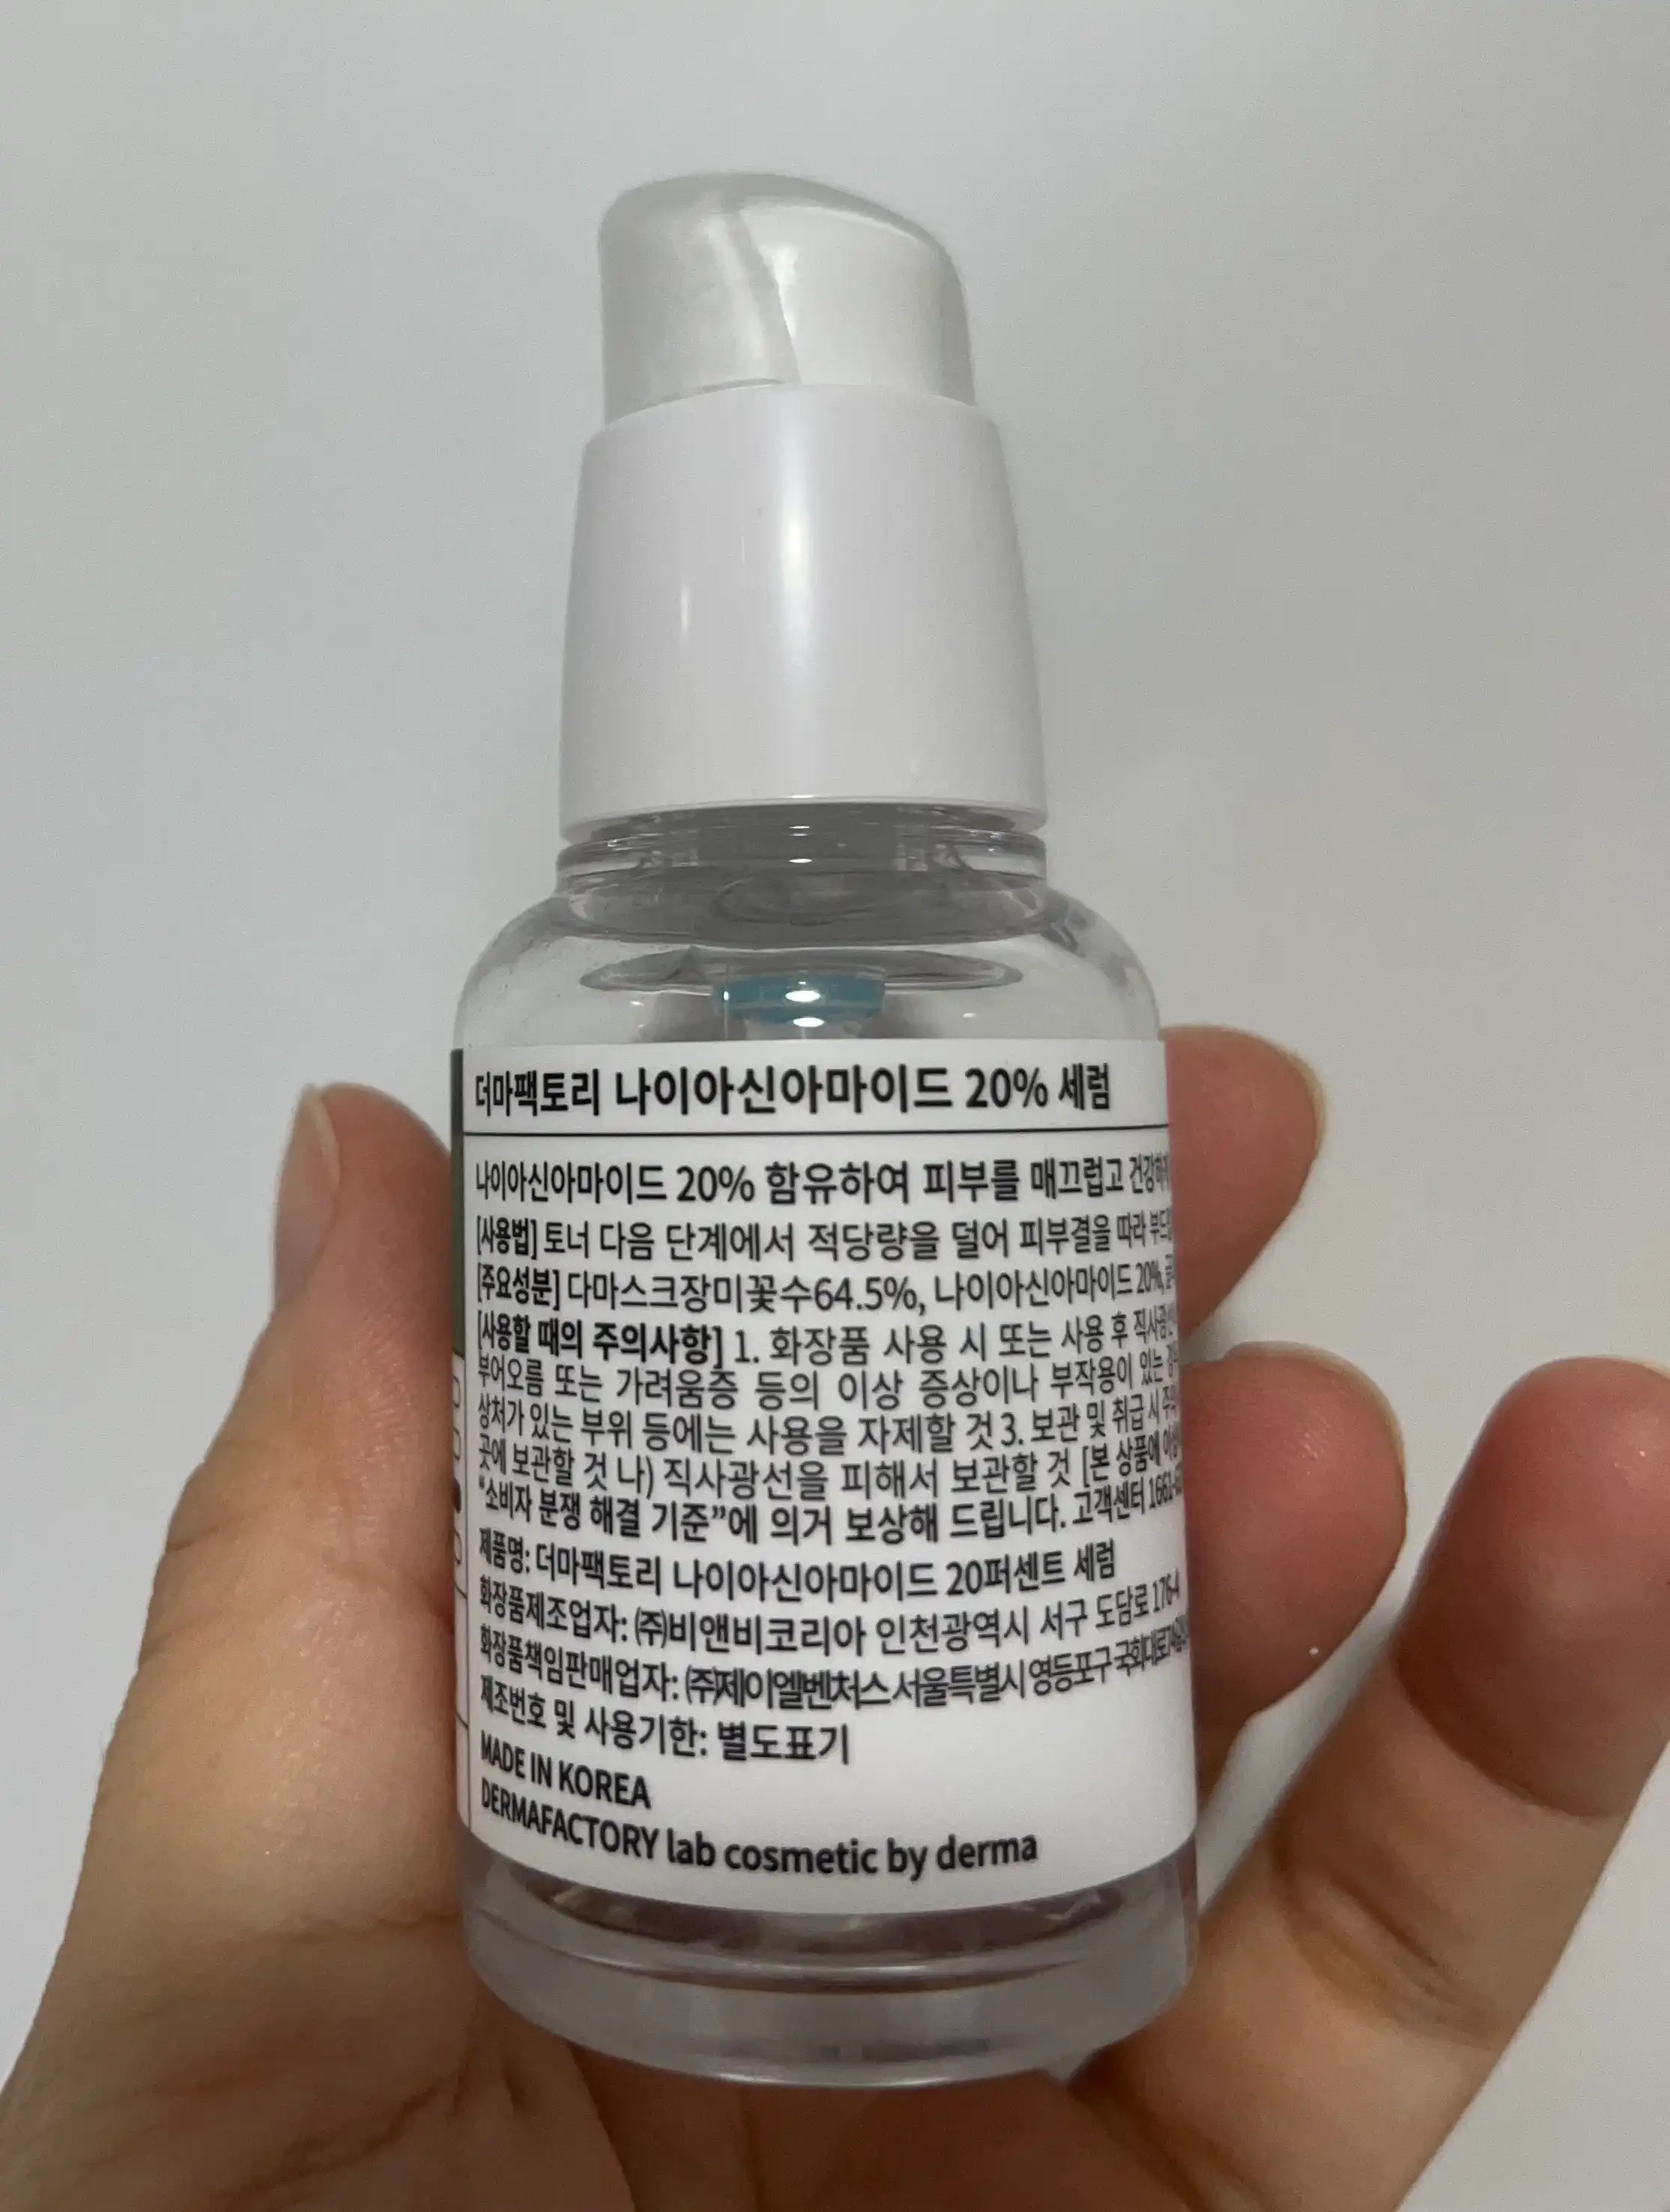 더마팩토리 나이아신아마이드 20% 세럼
나이아신아마이드 20% 함유하여 피부를 매끄럽고 건강하게
[사용법] 토너 다음 단계에서 적당량을 덜어 피부결을 따라
[주요성분] 다마스크장미꽃수64.5%, 나이아신아마이드 20%,
[사용할 때의 주의사항] 1. 화장품 사용 시 또는 사용 후
부어오름 또는 가려움증 등의 이상 증상이나 부작용이 있는
상처가 있는 부위 등에는 사용을 자제할 것 3. 보관 및 취급 시
곳에 보관할 것 나) 직사광선을 피해서 보관할 것 [본 상품에
“소비자 분쟁 해결 기준”에 의거 보상해 드립니다. 고객센터
제품명: 더마팩토리 나이아신아마이드 20퍼센트 세럼
화장품제조업자: ㈜비앤비코리아 인천광역시 서구 도담로 176-4
화장품책임판매업자: ㈜제이엘벤처스 서울특별시 영등포구
제조번호 및 사용기한: 별도표기
MADE IN KOREA
DERMAFACTORY lab cosmetic by derma